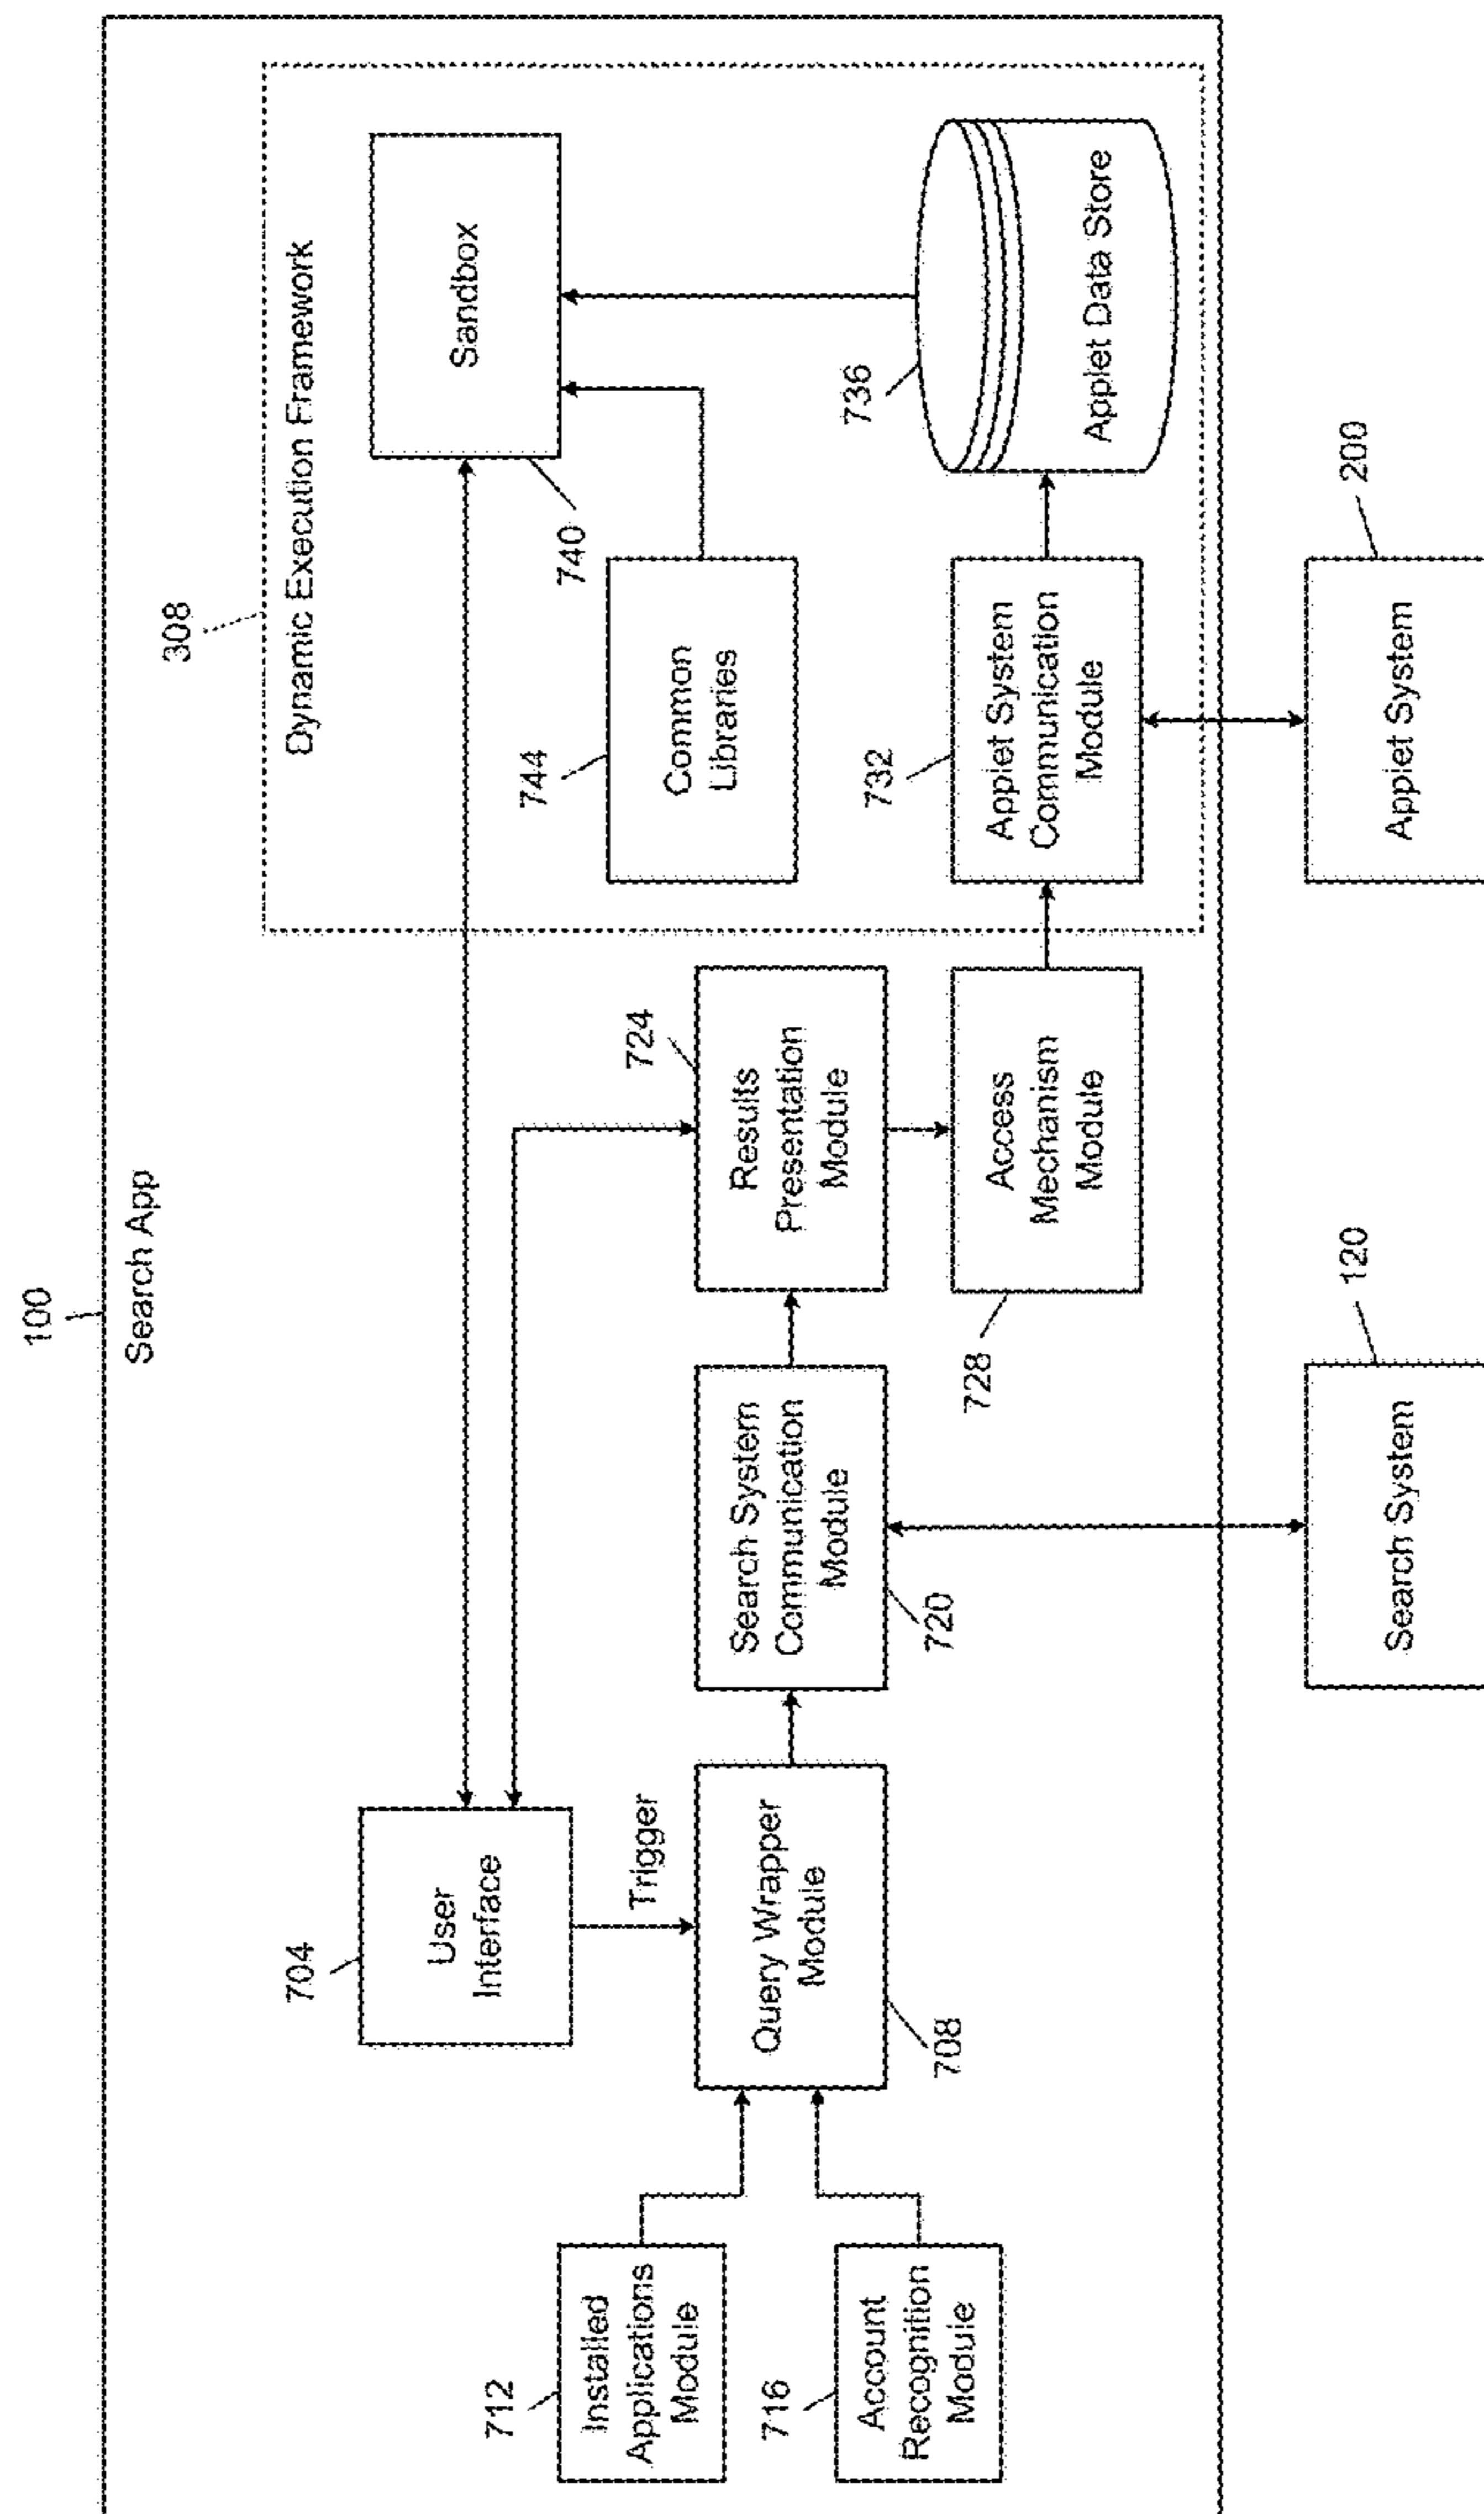 100
Search App
308
Dynamic Execution Framework
704
User
Interface
Trigger
Sandbox
740
712
Installed
Applications
Module
716
Account
Recognition
Module
Query Wrapper
Module
708
Search System
Communication
Module
720
724
Results
Presentation
Module
728
Access
Mechanism
Module
744
Common
Libraries
732
Applet System
Communication
Module
736
Applet Data Store
120
Search System
200
Applet System